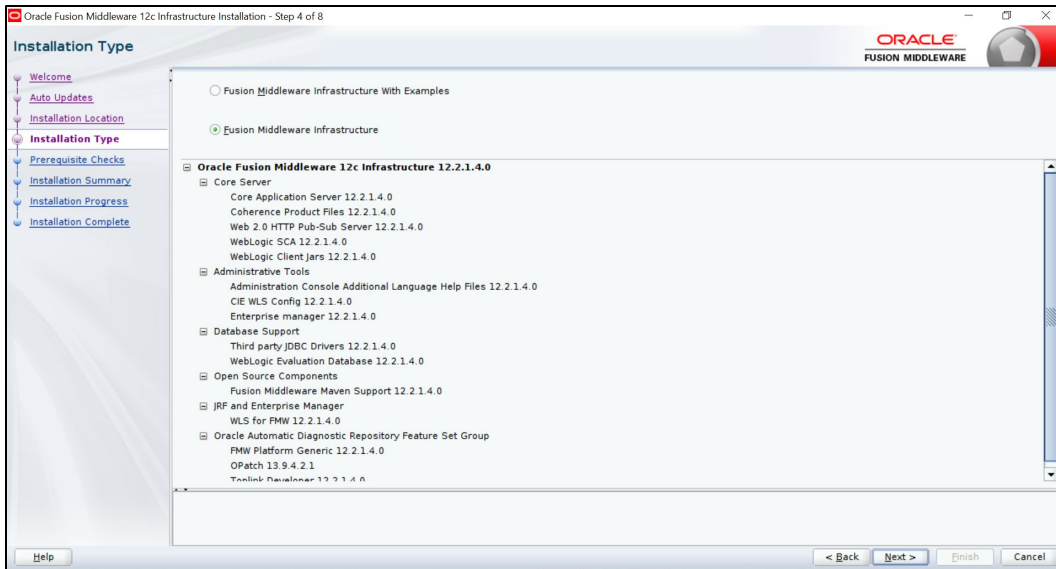 Oracle Fusion Middleware 12c Infrastructure Installation - Step 4 of 8
Installation Type
ORACLE
FUSION MIDDLEWARE
Welcome
Auto Updates
Installation Location
Installation Type
Prerequisite Checks
Installation Summary
Installation Progress
Installation Complete
Fusion Middleware Infrastructure With Examples
Fusion Middleware Infrastructure
Oracle Fusion Middleware 12c Infrastructure 12.2.1.4.0
Core Server
Core Application Server 12.2.1.4.0
Coherence Product Files 12.2.1.4.0
Web 2.0 HTTP Pub-Sub Server 12.2.1.4.0
WebLogic SCA 12.2.1.4.0
WebLogic Client Jars 12.2.1.4.0
Administrative Tools
Administration Console Additional Language Help Files 12.2.1.4.0
CIE WLS Config 12.2.1.4.0
Enterprise manager 12.2.1.4.0
Database Support
Third party JDBC Drivers 12.2.1.4.0
WebLogic Evaluation Database 12.2.1.4.0
Open Source Components
Fusion Middleware Maven Support 12.2.1.4.0
JRF and Enterprise Manager
WLS for FMW 12.2.1.4.0
Oracle Automatic Diagnostic Repository Feature Set Group
FMW Platform Generic 12.2.1.4.0
OPatch 13.9.4.2.1
Toplink Developer 12.2.1.4.0
Help
< Back
Next >
Finish
Cancel